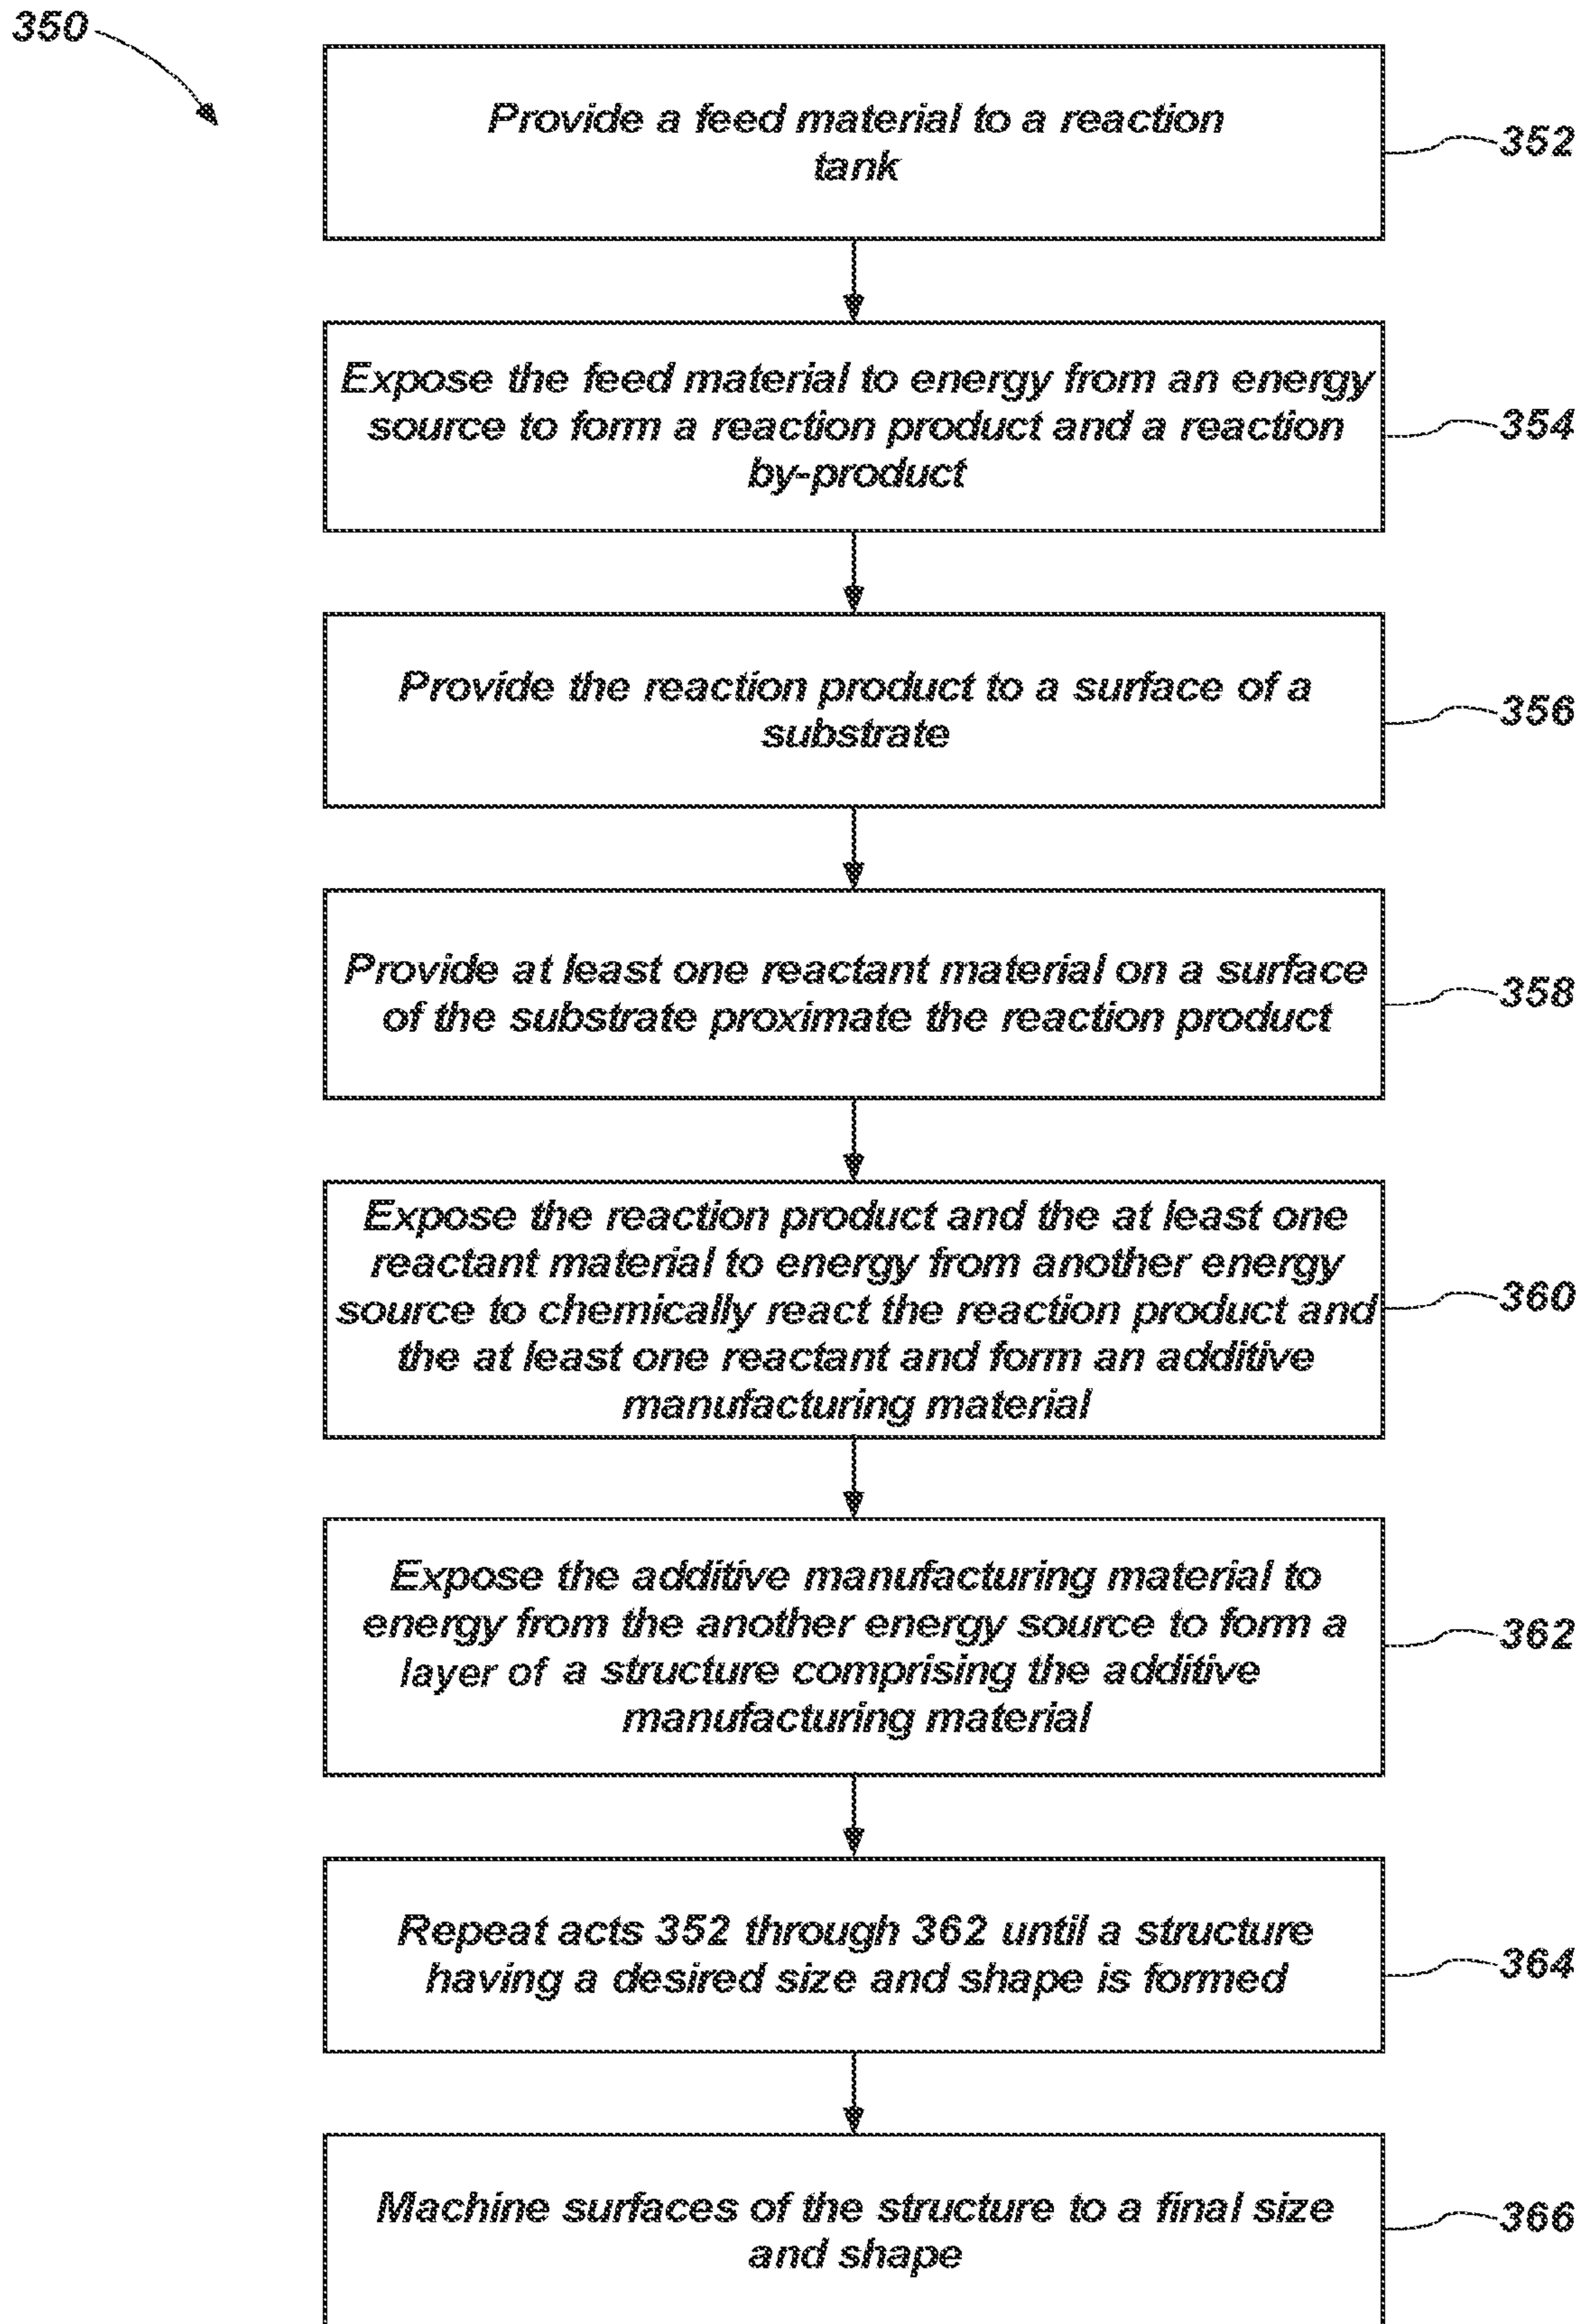 350
Provide a feed material to a reaction
tank
352
Expose the feed material to energy from an energy
source to form a reaction product and a reaction
by-product
354
Provide the reaction product to a surface of a
substrate
356
Provide at least one reactant material on a surface
of the substrate proximate the reaction product
358
Expose the reaction product and the at least one
reactant material to energy from another energy
source to chemically react the reaction product and
the at least one reactant and form an additive
manufacturing material
360
Expose the additive manufacturing material to
energy from the another energy source to form a
layer of a structure comprising the additive
manufacturing material
362
Repeat acts 352 through 362 until a structure
having a desired size and shape is formed
364
Machine surfaces of the structure to a final size
and shape
366